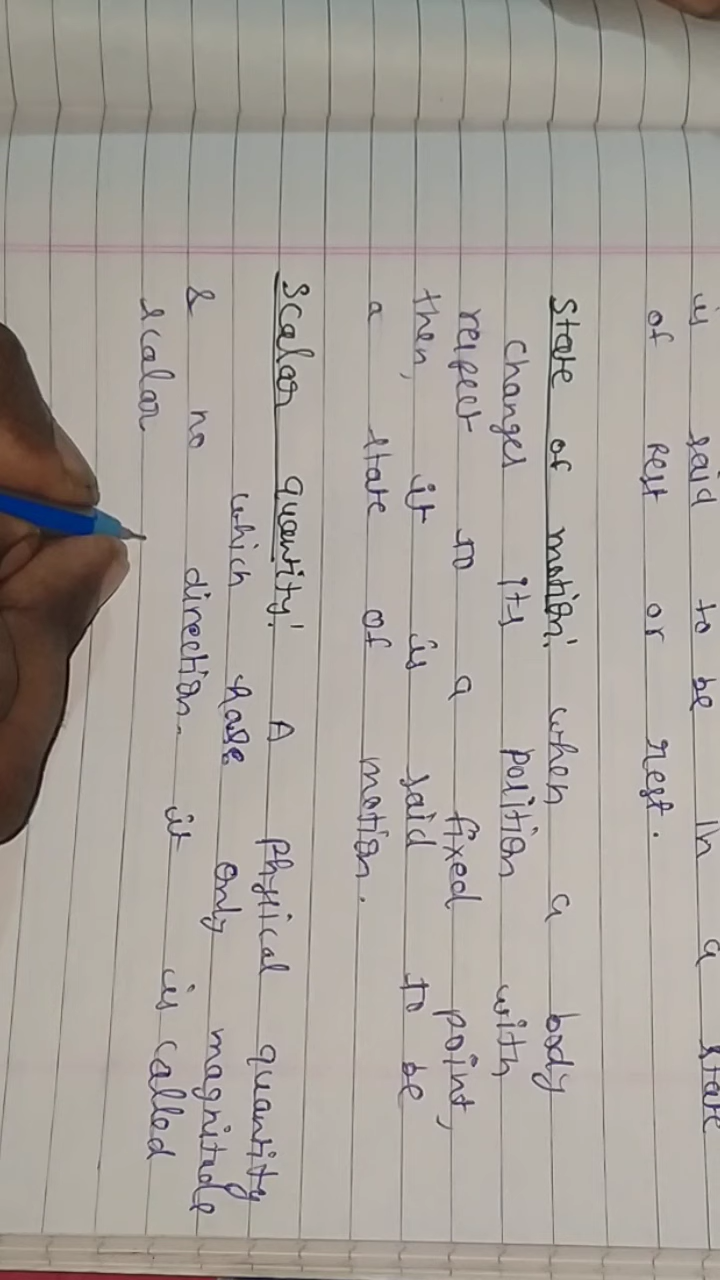 is said to be in a state
of rest or rest.
State of motion: when a body
changes its position with
respect to a fixed point,
then, it is said to be
a state of motion.
Scalar quantity: A physical quantity
which have only magnitude
& no direction. it is called
scalar